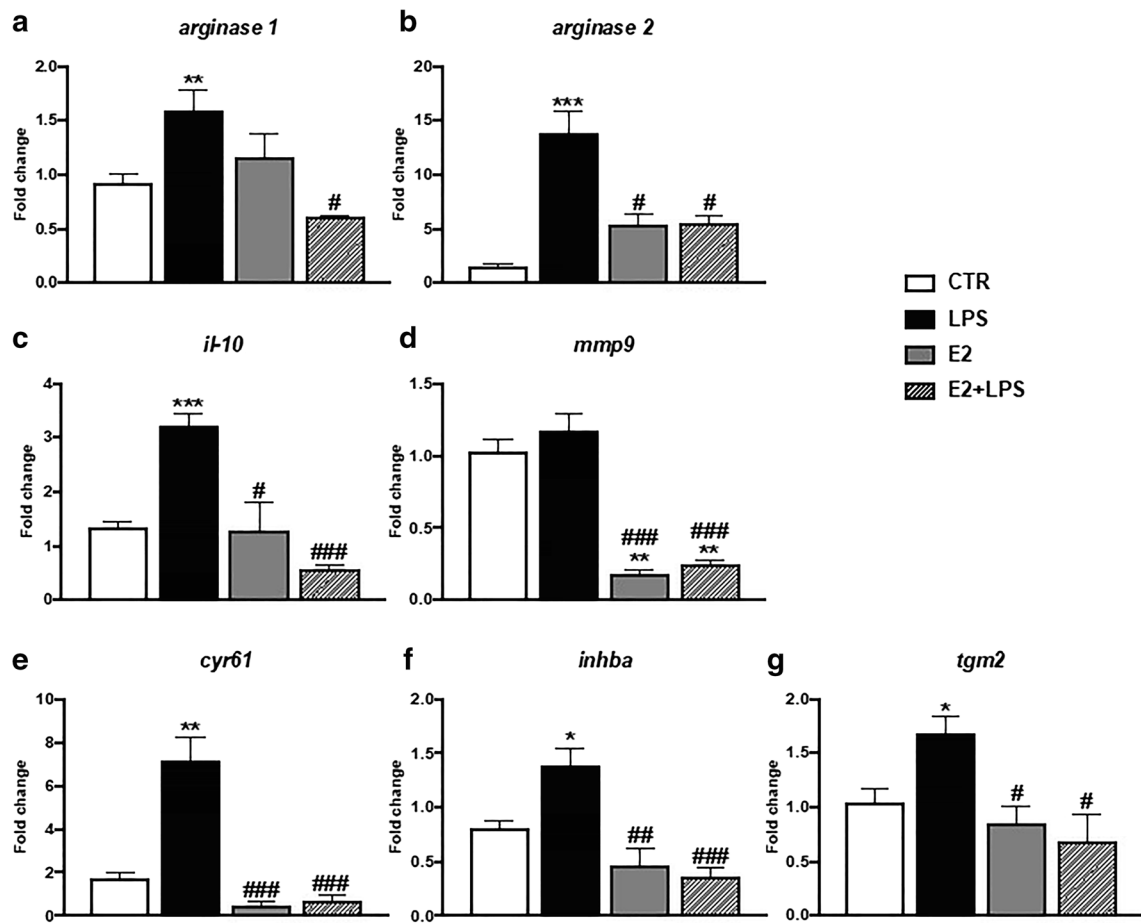 a
arginase 1
Fold change
2.0
1.5
1.0
0.5
0.0
**
#
b
arginase 2
Fold change
20
15
10
5
0
***
#
#
CTR
LPS
E2
E2+LPS
c
il-10
Fold change
4
3
2
1
0
***
#
###
d
mmp9
Fold change
1.5
1.0
0.5
0.0
###
**
###
**
e
cyr61
Fold change
10
8
6
4
2
0
**
###
###
f
inhba
Fold change
2.0
1.5
1.0
0.5
0.0
*
##
###
g
tgm2
Fold change
2.0
1.5
1.0
0.5
0.0
*
#
#